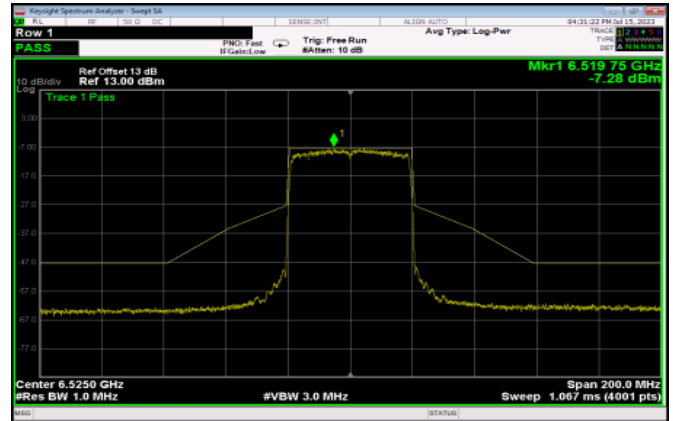 Keysight Spectrum Analyzer - Swept SA
RL RF 50 Ω DC SENSE:INT ALIGN AUTO 04:31:22 PM Jul 15, 2023
Row 1 PNO: Fast Trig: Free Run Avg Type: Log-Pwr TRACE 1 2 3 4 5 6
PASS IFGain:Low #Atten: 10 dB TYPE A WWWWW
DET A N N N N N
Ref Offset 13 dB Mkr1 6.519 75 GHz
10 dB/div Ref 13.00 dBm -7.28 dBm
Log
Trace 1 Pass
3.00
1
-7.00
-17.0
-27.0
-37.0
-47.0
-57.0
-67.0
-77.0
Center 6.5250 GHz Span 200.0 MHz
#Res BW 1.0 MHz #VBW 3.0 MHz Sweep 1.067 ms (4001 pts)
MSG STATUS